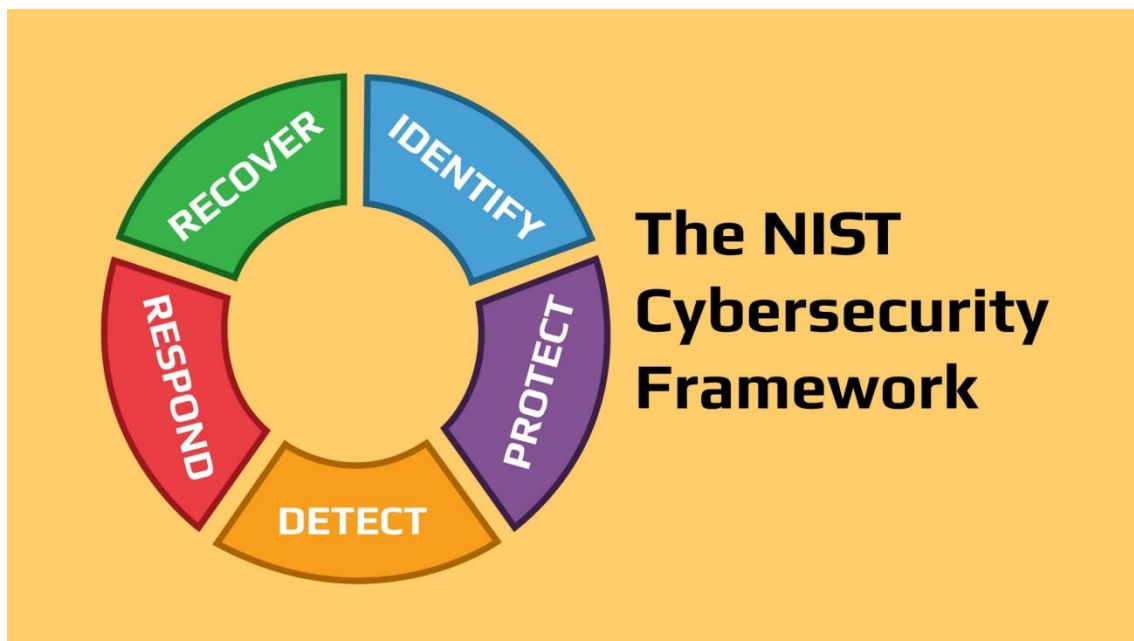 RECOVER
IDENTIFY
PROTECT
DETECT
RESPOND
The NIST
Cybersecurity
Framework